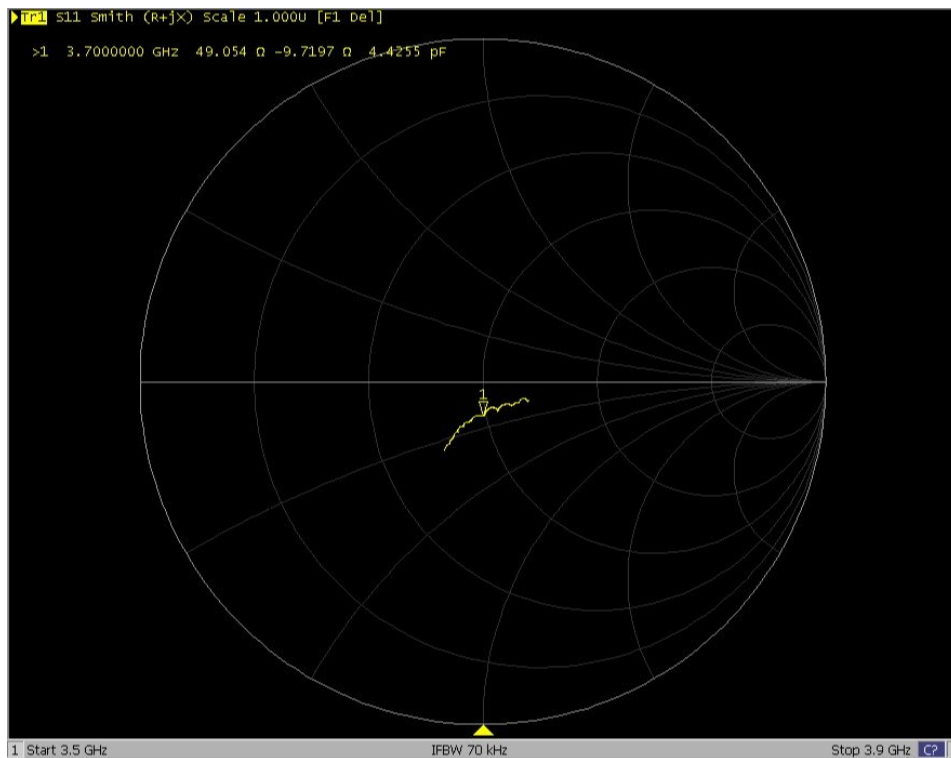 Tr1 S11 Smith (R+jX) Scale 1.000U [F1 Del]
>1 3.7000000 GHz 49.054 Ω -9.7197 Ω 4.4255 pF
1
1 Start 3.5 GHz IFBW 70 kHz Stop 3.9 GHz C?